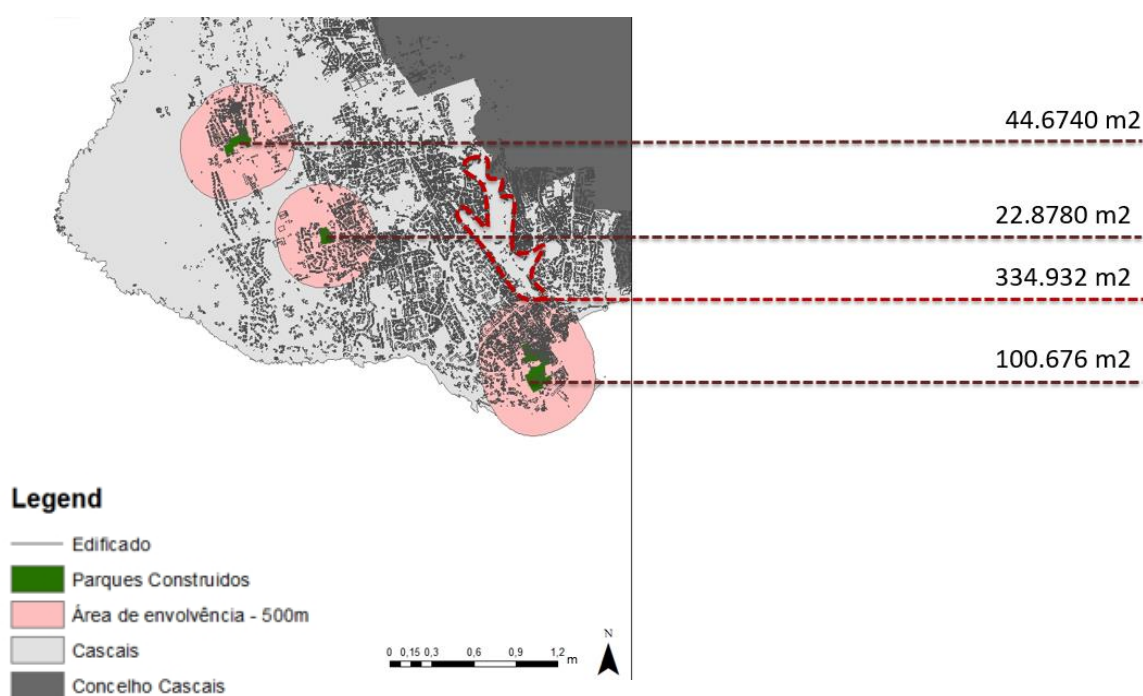 44.6740 m2
22.8780 m2
334.932 m2
100.676 m2
Legend
Edificado
Parques Construidos
Área de envolvência - 500m
Cascais
Concelho Cascais
0 0,15 0,3 0,6 0,9 1,2 m
N